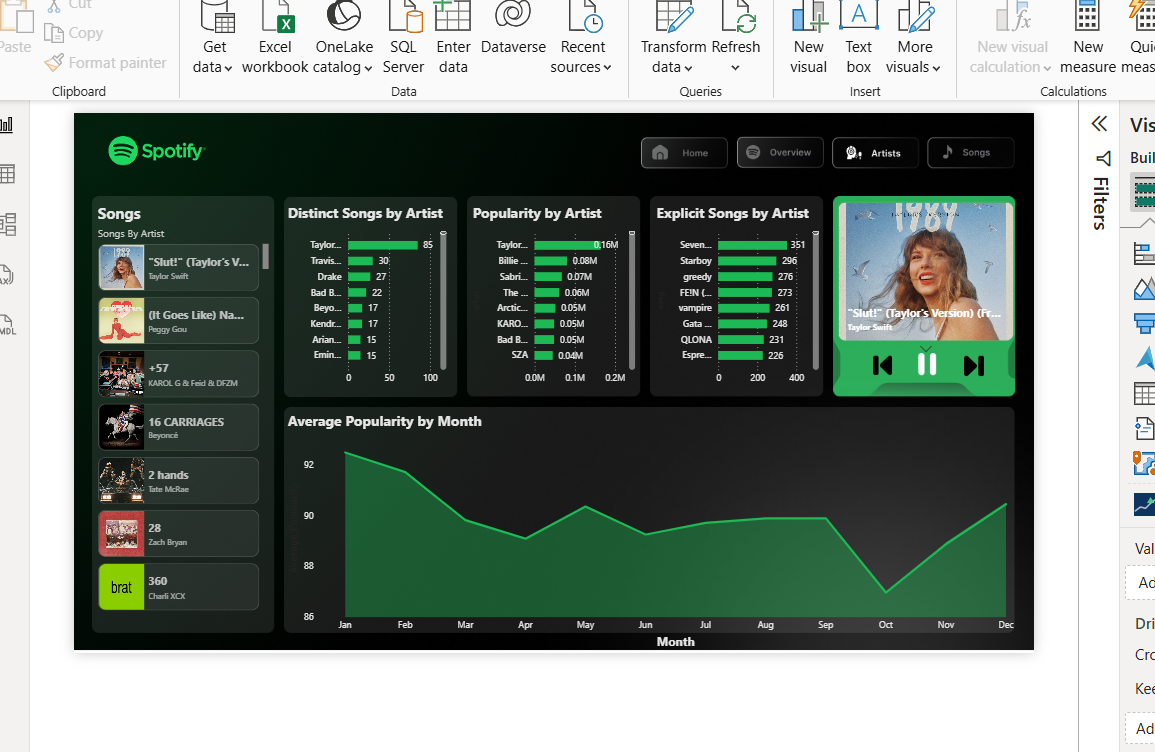 Cut
Paste
Copy
Format painter
Clipboard
Get data
Excel workbook
OneLake catalog
SQL Server
Enter data
Dataverse
Recent sources
Data
Transform data
Refresh
Queries
New visual
Text box
More visuals
Insert
New visual calculation
New measure
Calculations
Filters
Spotify
Home
Overview
Artists
Songs
Songs
Songs By Artist
"Slut!" (Taylor's V...
Taylor Swift
(It Goes Like) Na...
Peggy Gou
+57
KAROL G & Feid & DFZM
16 CARRIAGES
Beyoncé
2 hands
Tate McRae
28
Zach Bryan
brat
360
Charli XCX
Distinct Songs by Artist
Taylor... 85
Travis... 30
Drake 27
Bad B... 22
Beyo... 17
Kendr... 17
Arian... 15
Emin... 15
0 50 100
Popularity by Artist
Taylor... 0.16M
Billie ... 0.08M
Sabri... 0.07M
The ... 0.06M
Arctic... 0.05M
KARO... 0.05M
Bad B... 0.05M
SZA 0.04M
0.0M 0.1M 0.2M
Explicit Songs by Artist
Seven... 351
Starboy 296
greedy 276
FE!N (... 273
vampire 261
Gata ... 248
QLONA 231
Espre... 226
0 200 400
1989
"Slut!" (Taylor's Version) (Fr...
Taylor Swift
Average Popularity by Month
92
90
88
86
Jan Feb Mar Apr May Jun Jul Aug Sep Oct Nov Dec
Month